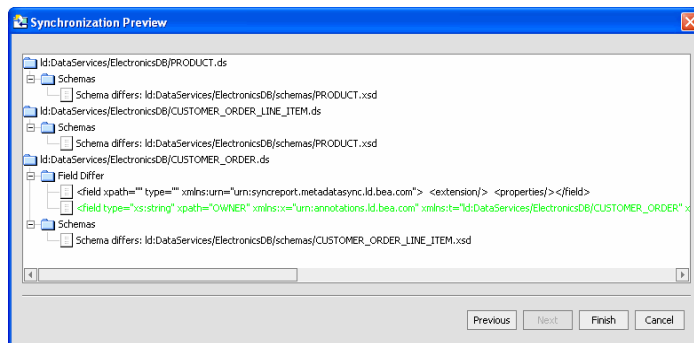 Synchronization Preview
ld:DataServices/ElectronicsDB/PRODUCT.ds
Schemas
Schema differs: ld:DataServices/ElectronicsDB/schemas/PRODUCT.xsd
ld:DataServices/ElectronicsDB/CUSTOMER_ORDER_LINE_ITEM.ds
Schemas
Schema differs: ld:DataServices/ElectronicsDB/schemas/PRODUCT.xsd
ld:DataServices/ElectronicsDB/CUSTOMER_ORDER.ds
Field Differ
<field xpath="" type="" xmlns:urn="urn:syncreport.metadatasync.ld.bea.com"> <extension/> <properties/></field>
<field type="xs:string" xpath="OWNER" xmlns:x="urn:annotations.ld.bea.com" xmlns:t="ld:DataServices/ElectronicsDB/CUSTOMER_ORDER" x
Schemas
Schema differs: ld:DataServices/ElectronicsDB/schemas/CUSTOMER_ORDER_LINE_ITEM.xsd
Previous Next Finish Cancel